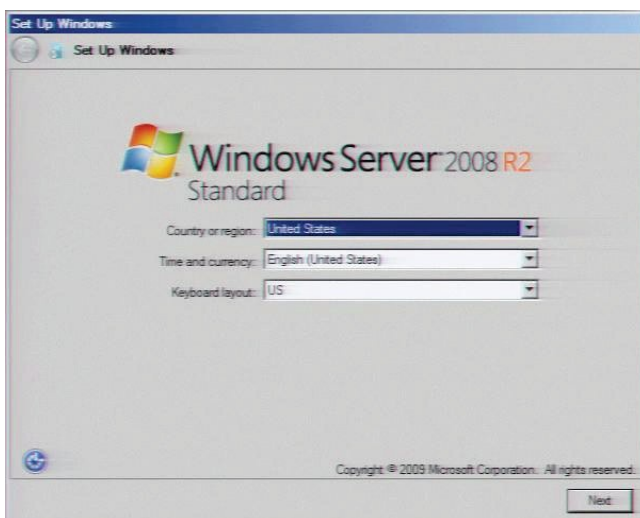 Set Up Windows
Set Up Windows
Windows Server 2008 R2
Standard
Country or region: United States
Time and currency: English (United States)
Keyboard layout: US
Copyright © 2009 Microsoft Corporation. All rights reserved.
Next